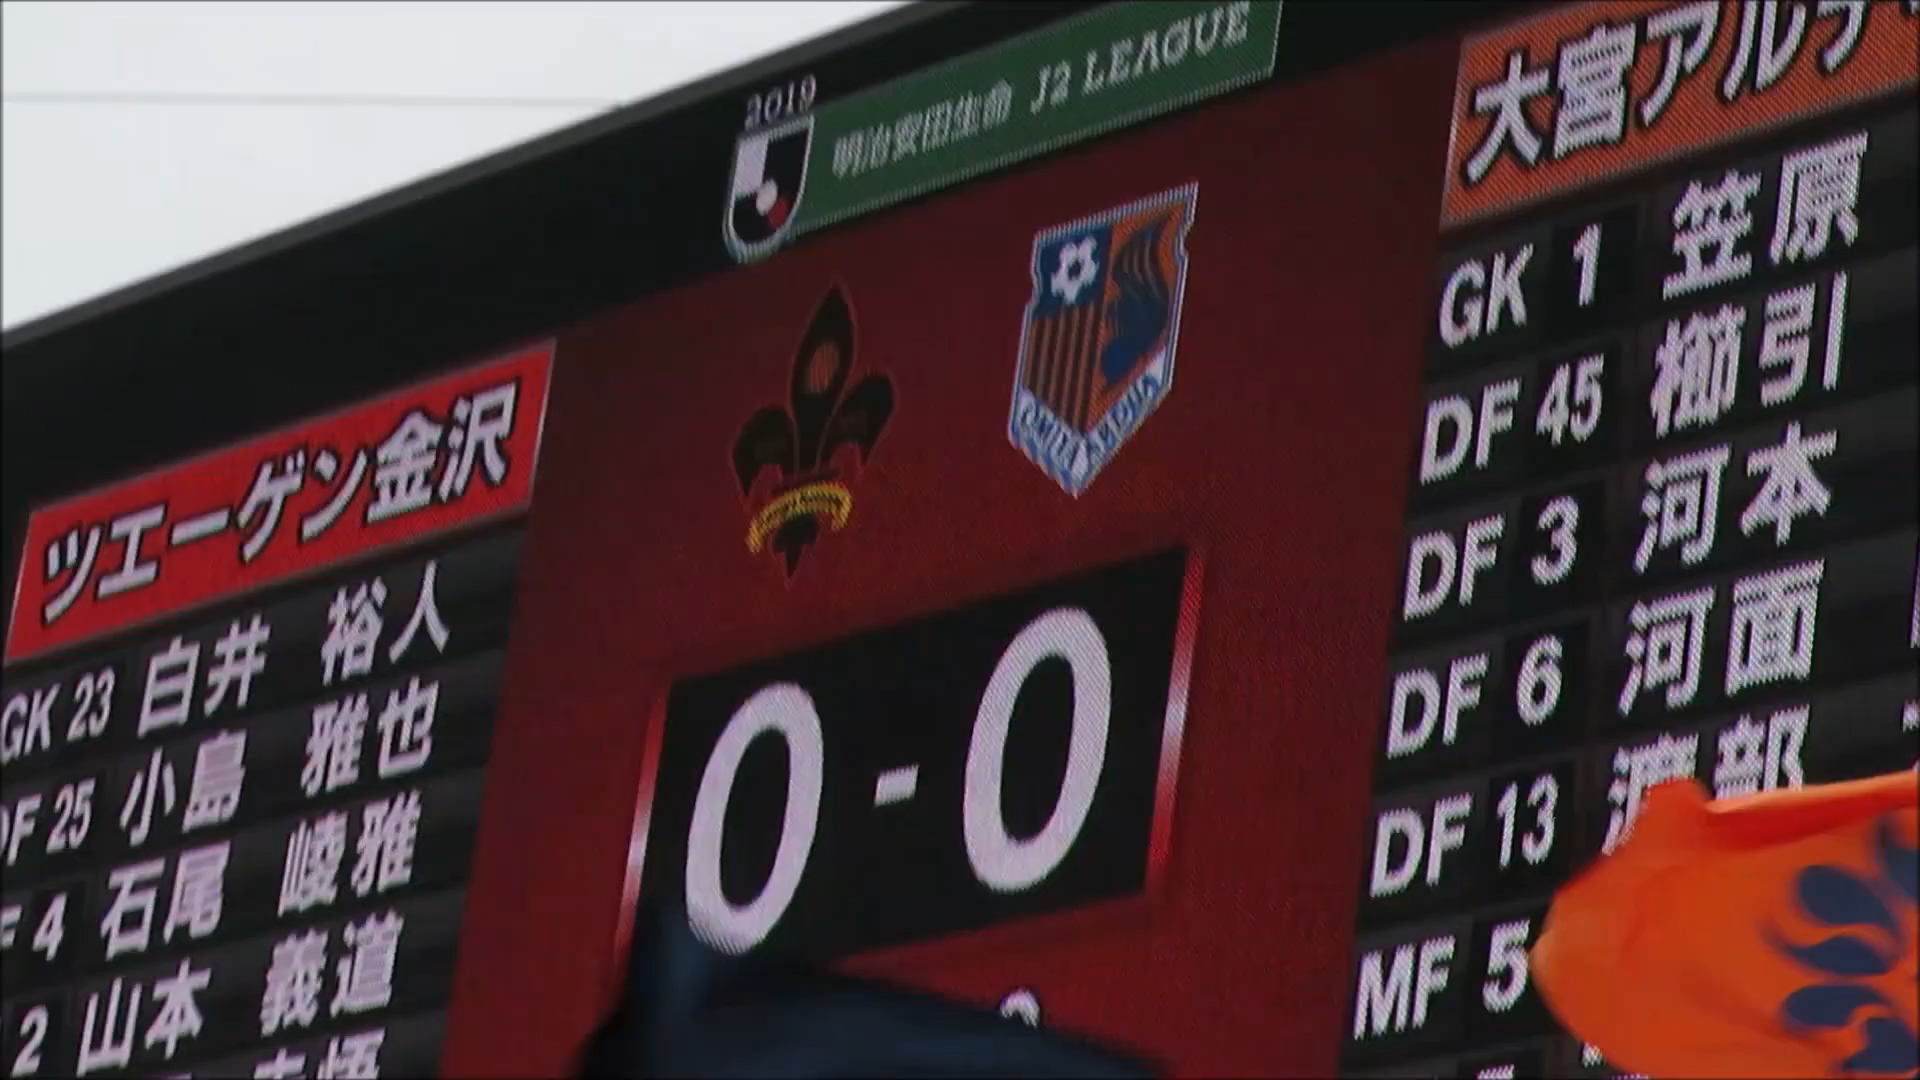 2019
明治安田生命 J2 LEAGUE
ツエーゲン金沢
GK 23 白井 裕人
DF 25 小島 雅也
4 石尾 崚雅
2 山本 義道
0 - 0
大宮アルデ
GK 1 笠原
DF 45 櫛引
DF 3 河本
DF 6 河面
DF 13 渡部
MF 5